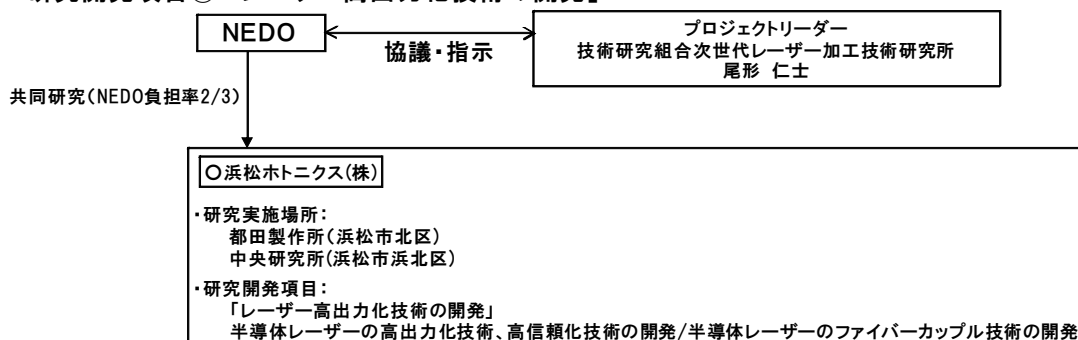 NEDO
協議・指示
プロジェクトリーダー
技術研究組合次世代レーザー加工技術研究所
尾形 仁士
共同研究(NEDO負担率2/3)
○浜松ホトニクス(株)
・研究実施場所:
都田製作所(浜松市北区)
中央研究所(浜松市浜北区)
・研究開発項目:
「レーザー高出力化技術の開発」
半導体レーザーの高出力化技術、高信頼化技術の開発/半導体レーザーのファイバーカップル技術の開発